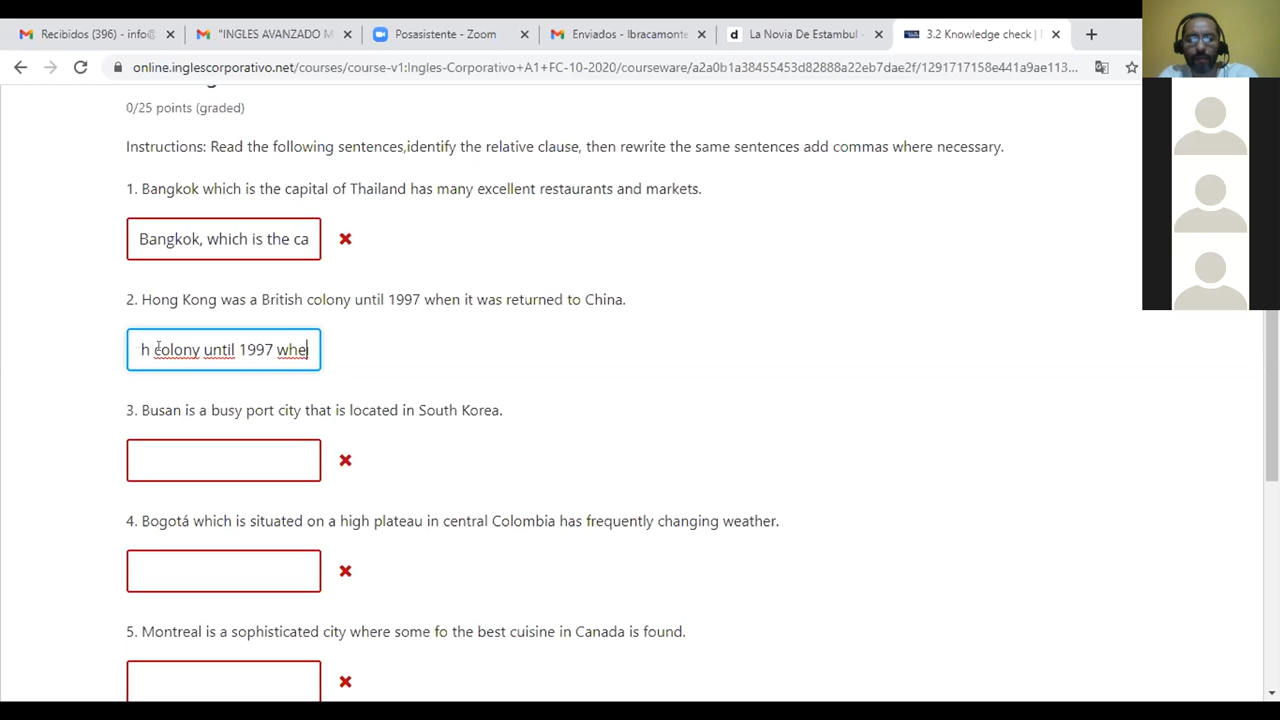 Recibidos (396) - info@
"INGLES AVANZADO M
Posasistente - Zoom
Enviados - Ibracamonte
La Novia De Estambul -
3.2 Knowledge check |
online.inglescorporativo.net/courses/course-v1:Ingles-Corporativo+A1+FC-10-2020/courseware/a2a0b1a38455453d82888a22eb7dae2f/1291717158e441a9ae113...
0/25 points (graded)
Instructions: Read the following sentences,identify the relative clause, then rewrite the same sentences add commas where necessary.
1. Bangkok which is the capital of Thailand has many excellent restaurants and markets.
Bangkok, which is the ca
2. Hong Kong was a British colony until 1997 when it was returned to China.
h colony until 1997 whe
3. Busan is a busy port city that is located in South Korea.
4. Bogotá which is situated on a high plateau in central Colombia has frequently changing weather.
5. Montreal is a sophisticated city where some fo the best cuisine in Canada is found.